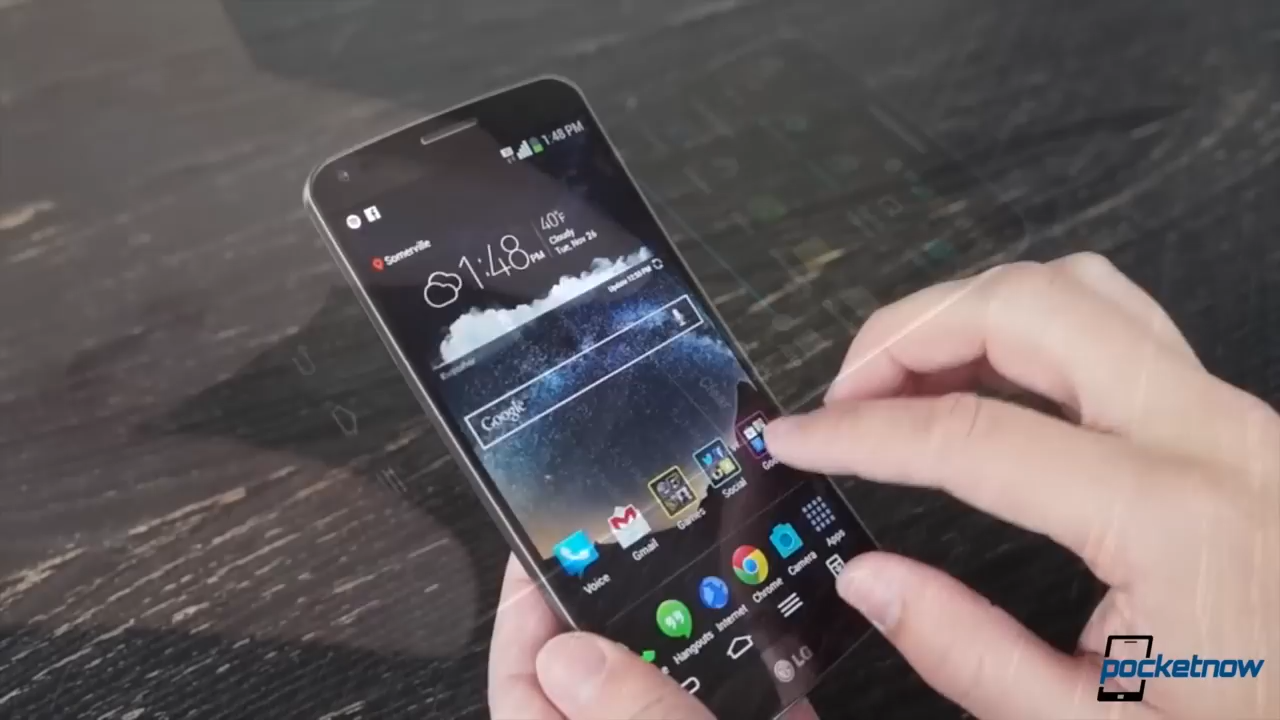 1:48 PM
Somerville
1:48 PM
40°F
Cloudy
Tue, Nov 26
Google
Voice
Gmail
Games
Social
Hangouts
Internet
Chrome
Camera
Apps
LG
pocketnow